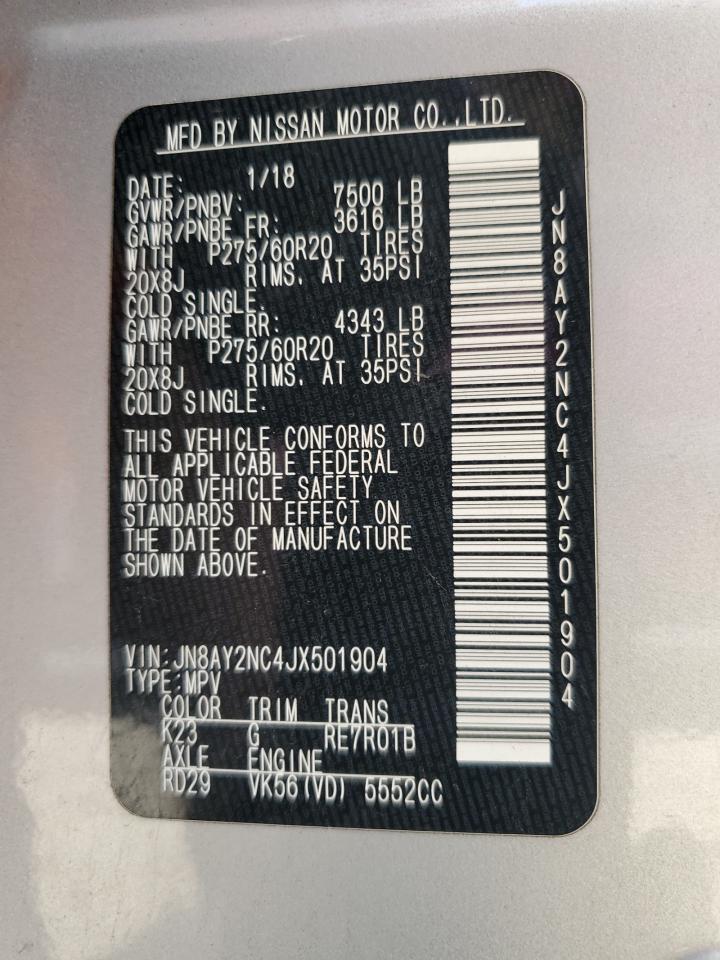 MFD BY NISSAN MOTOR CO.,LTD.
DATE: 1/18
GVWR/PNBV: 7500 LB
GAWR/PNBE FR: 3616 LB
WITH P275/60R20 TIRES
20X8J RIMS, AT 35PSI
COLD SINGLE.
GAWR/PNBE RR: 4343 LB
WITH P275/60R20 TIRES
20X8J RIMS, AT 35PSI
COLD SINGLE.
THIS VEHICLE CONFORMS TO
ALL APPLICABLE FEDERAL
MOTOR VEHICLE SAFETY
STANDARDS IN EFFECT ON
THE DATE OF MANUFACTURE
SHOWN ABOVE.
VIN:JN8AY2NC4JX501904
TYPE:MPV
COLOR TRIM TRANS
K23 G RE7R01B
AXLE ENGINE
RD29 VK56(VD) 5552CC
JN8AY2NC4JX501904